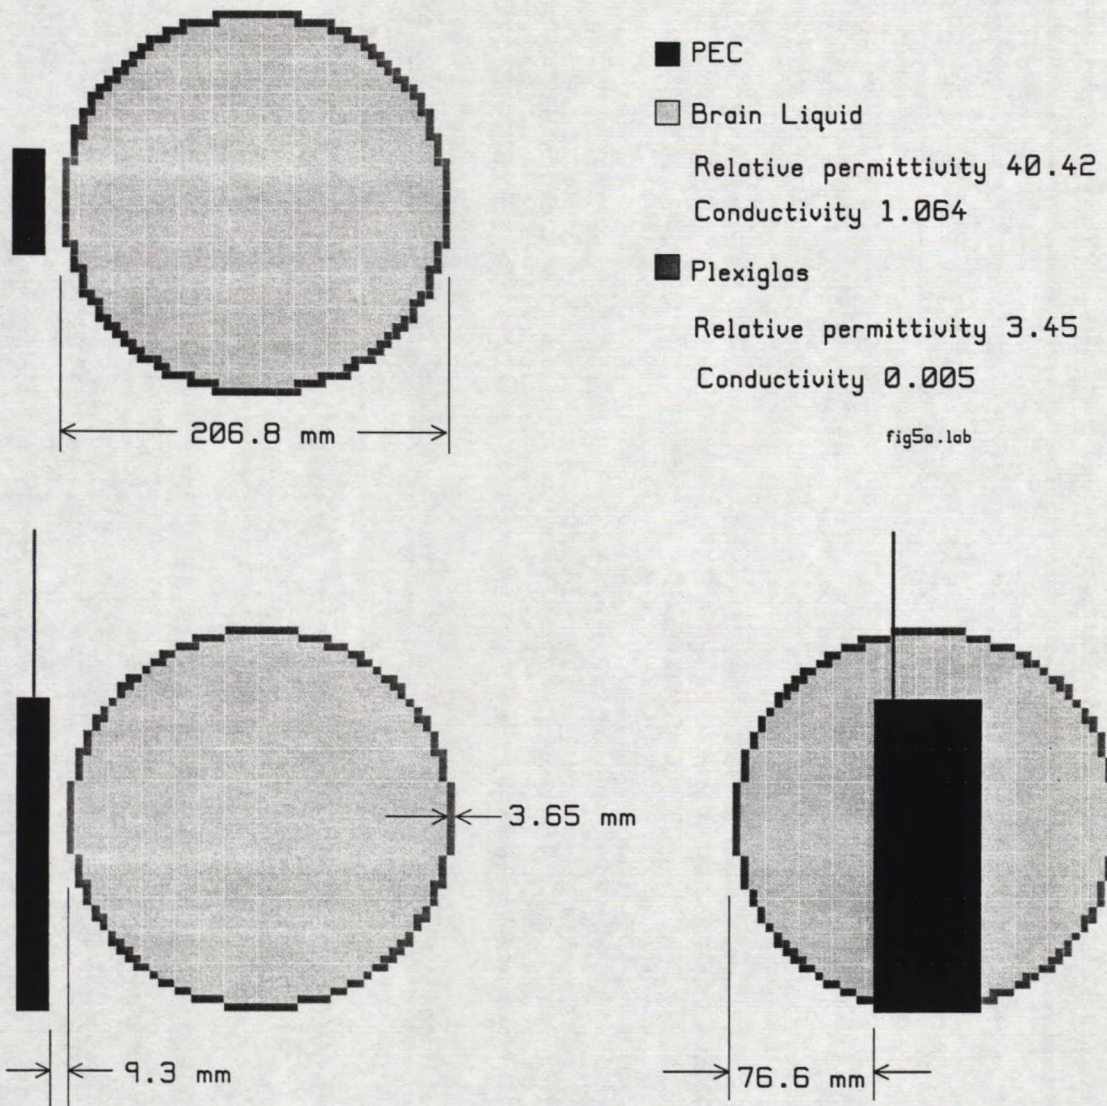 PEC
Brain Liquid
Relative permittivity 40.42
Conductivity 1.064
Plexiglas
Relative permittivity 3.45
Conductivity 0.005
206.8 mm
fig5a.lab
3.65 mm
9.3 mm
76.6 mm